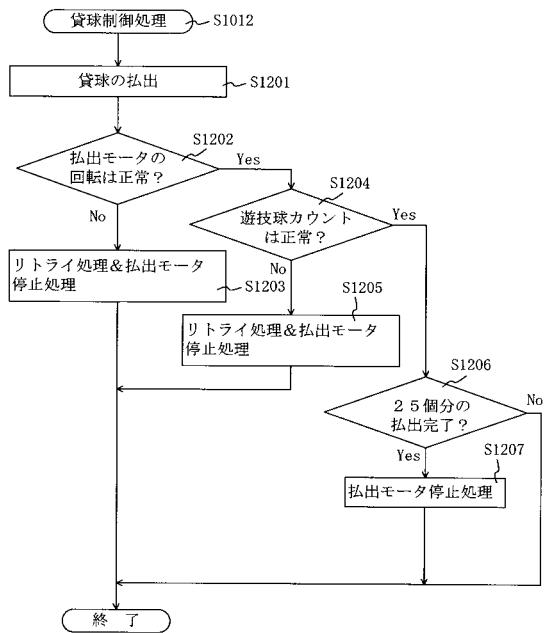 貸球制御処理
S1012
貸球の払出
S1201
S1202
払出モータの
回転は正常？
Yes
No
S1204
遊技球カウント
は正常？
Yes
No
リトライ処理＆払出モータ
停止処理
S1203
S1205
リトライ処理＆払出モータ
停止処理
S1206
２５個分の
払出完了？
No
Yes
S1207
払出モータ停止処理
終　了